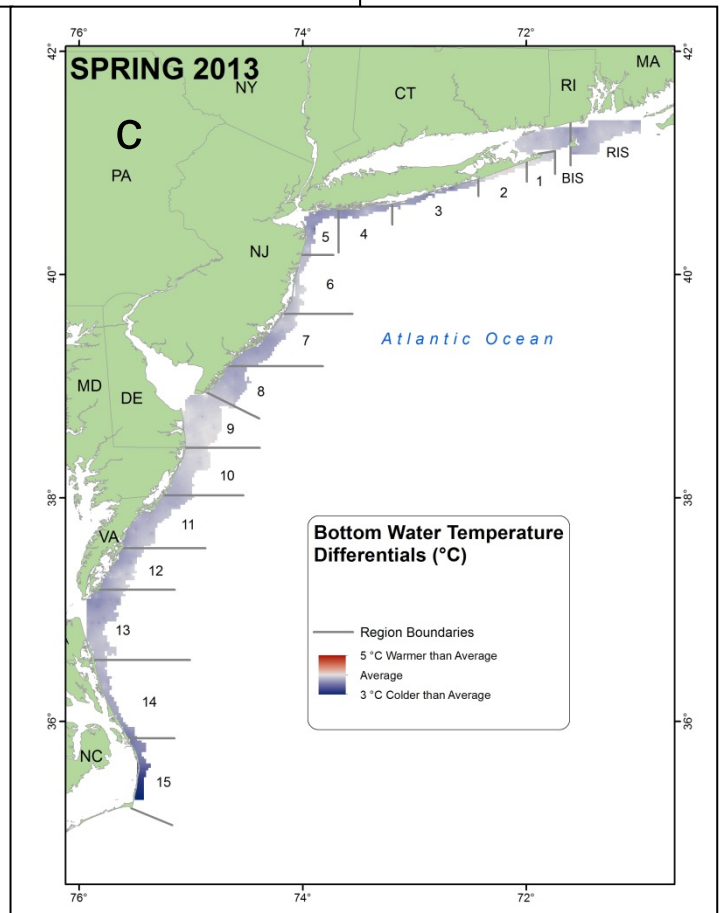 76° 74° 72°
42° 42°
SPRING 2013
C
NY
CT
RI
MA
PA
RIS
BIS
1
2
3
4
5
NJ
6
40° 40°
7
Atlantic Ocean
MD
DE
8
9
10
38° 38°
11
VA
12
13
14
36° 36°
NC
15
Bottom Water Temperature
Differentials (°C)
Region Boundaries
5 °C Warmer than Average
Average
3 °C Colder than Average
76° 74° 72°